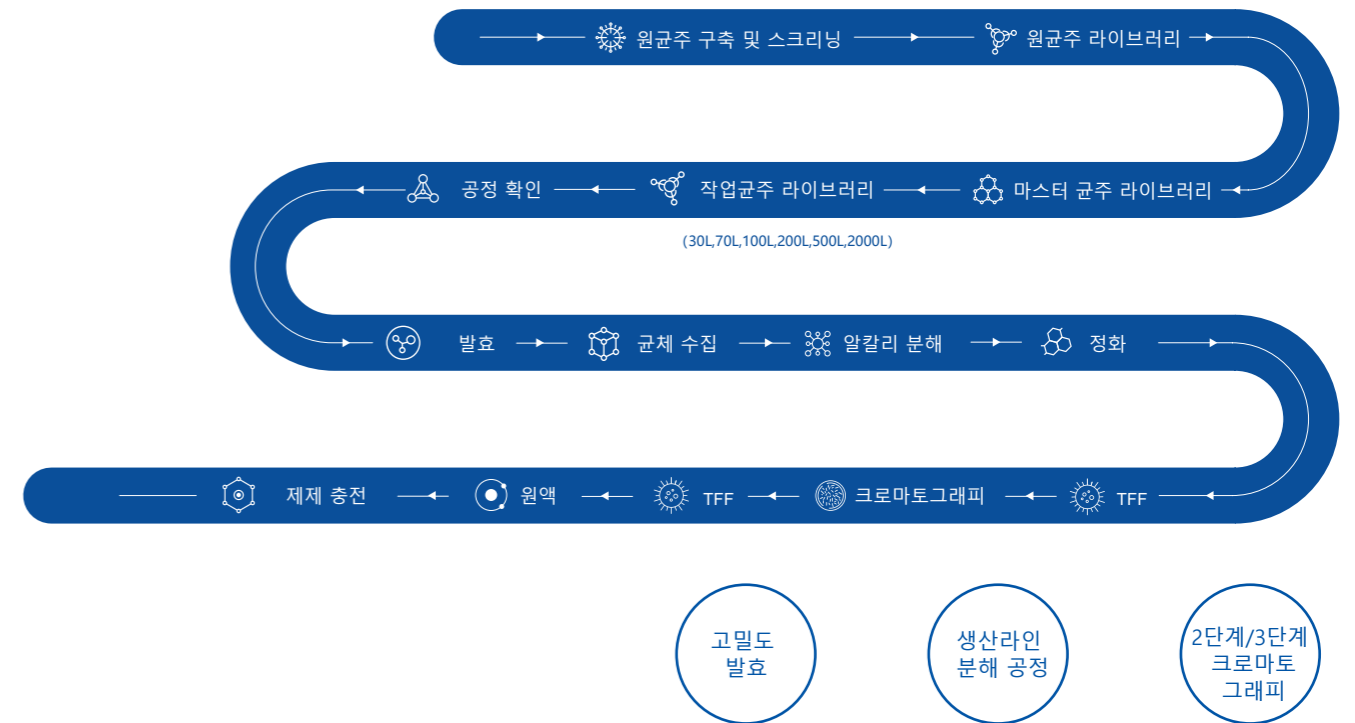 원균주 구축 및 스크리닝
원균주 라이브러리
마스터 균주 라이브러리
작업균주 라이브러리
공정 확인
(30L,70L,100L,200L,500L,2000L)
발효
균체 수집
알칼리 분해
정화
TFF
크로마토그래피
TFF
원액
제제 충전
고밀도
발효
생산라인
분해 공정
2단계/3단계
크로마토
그래피